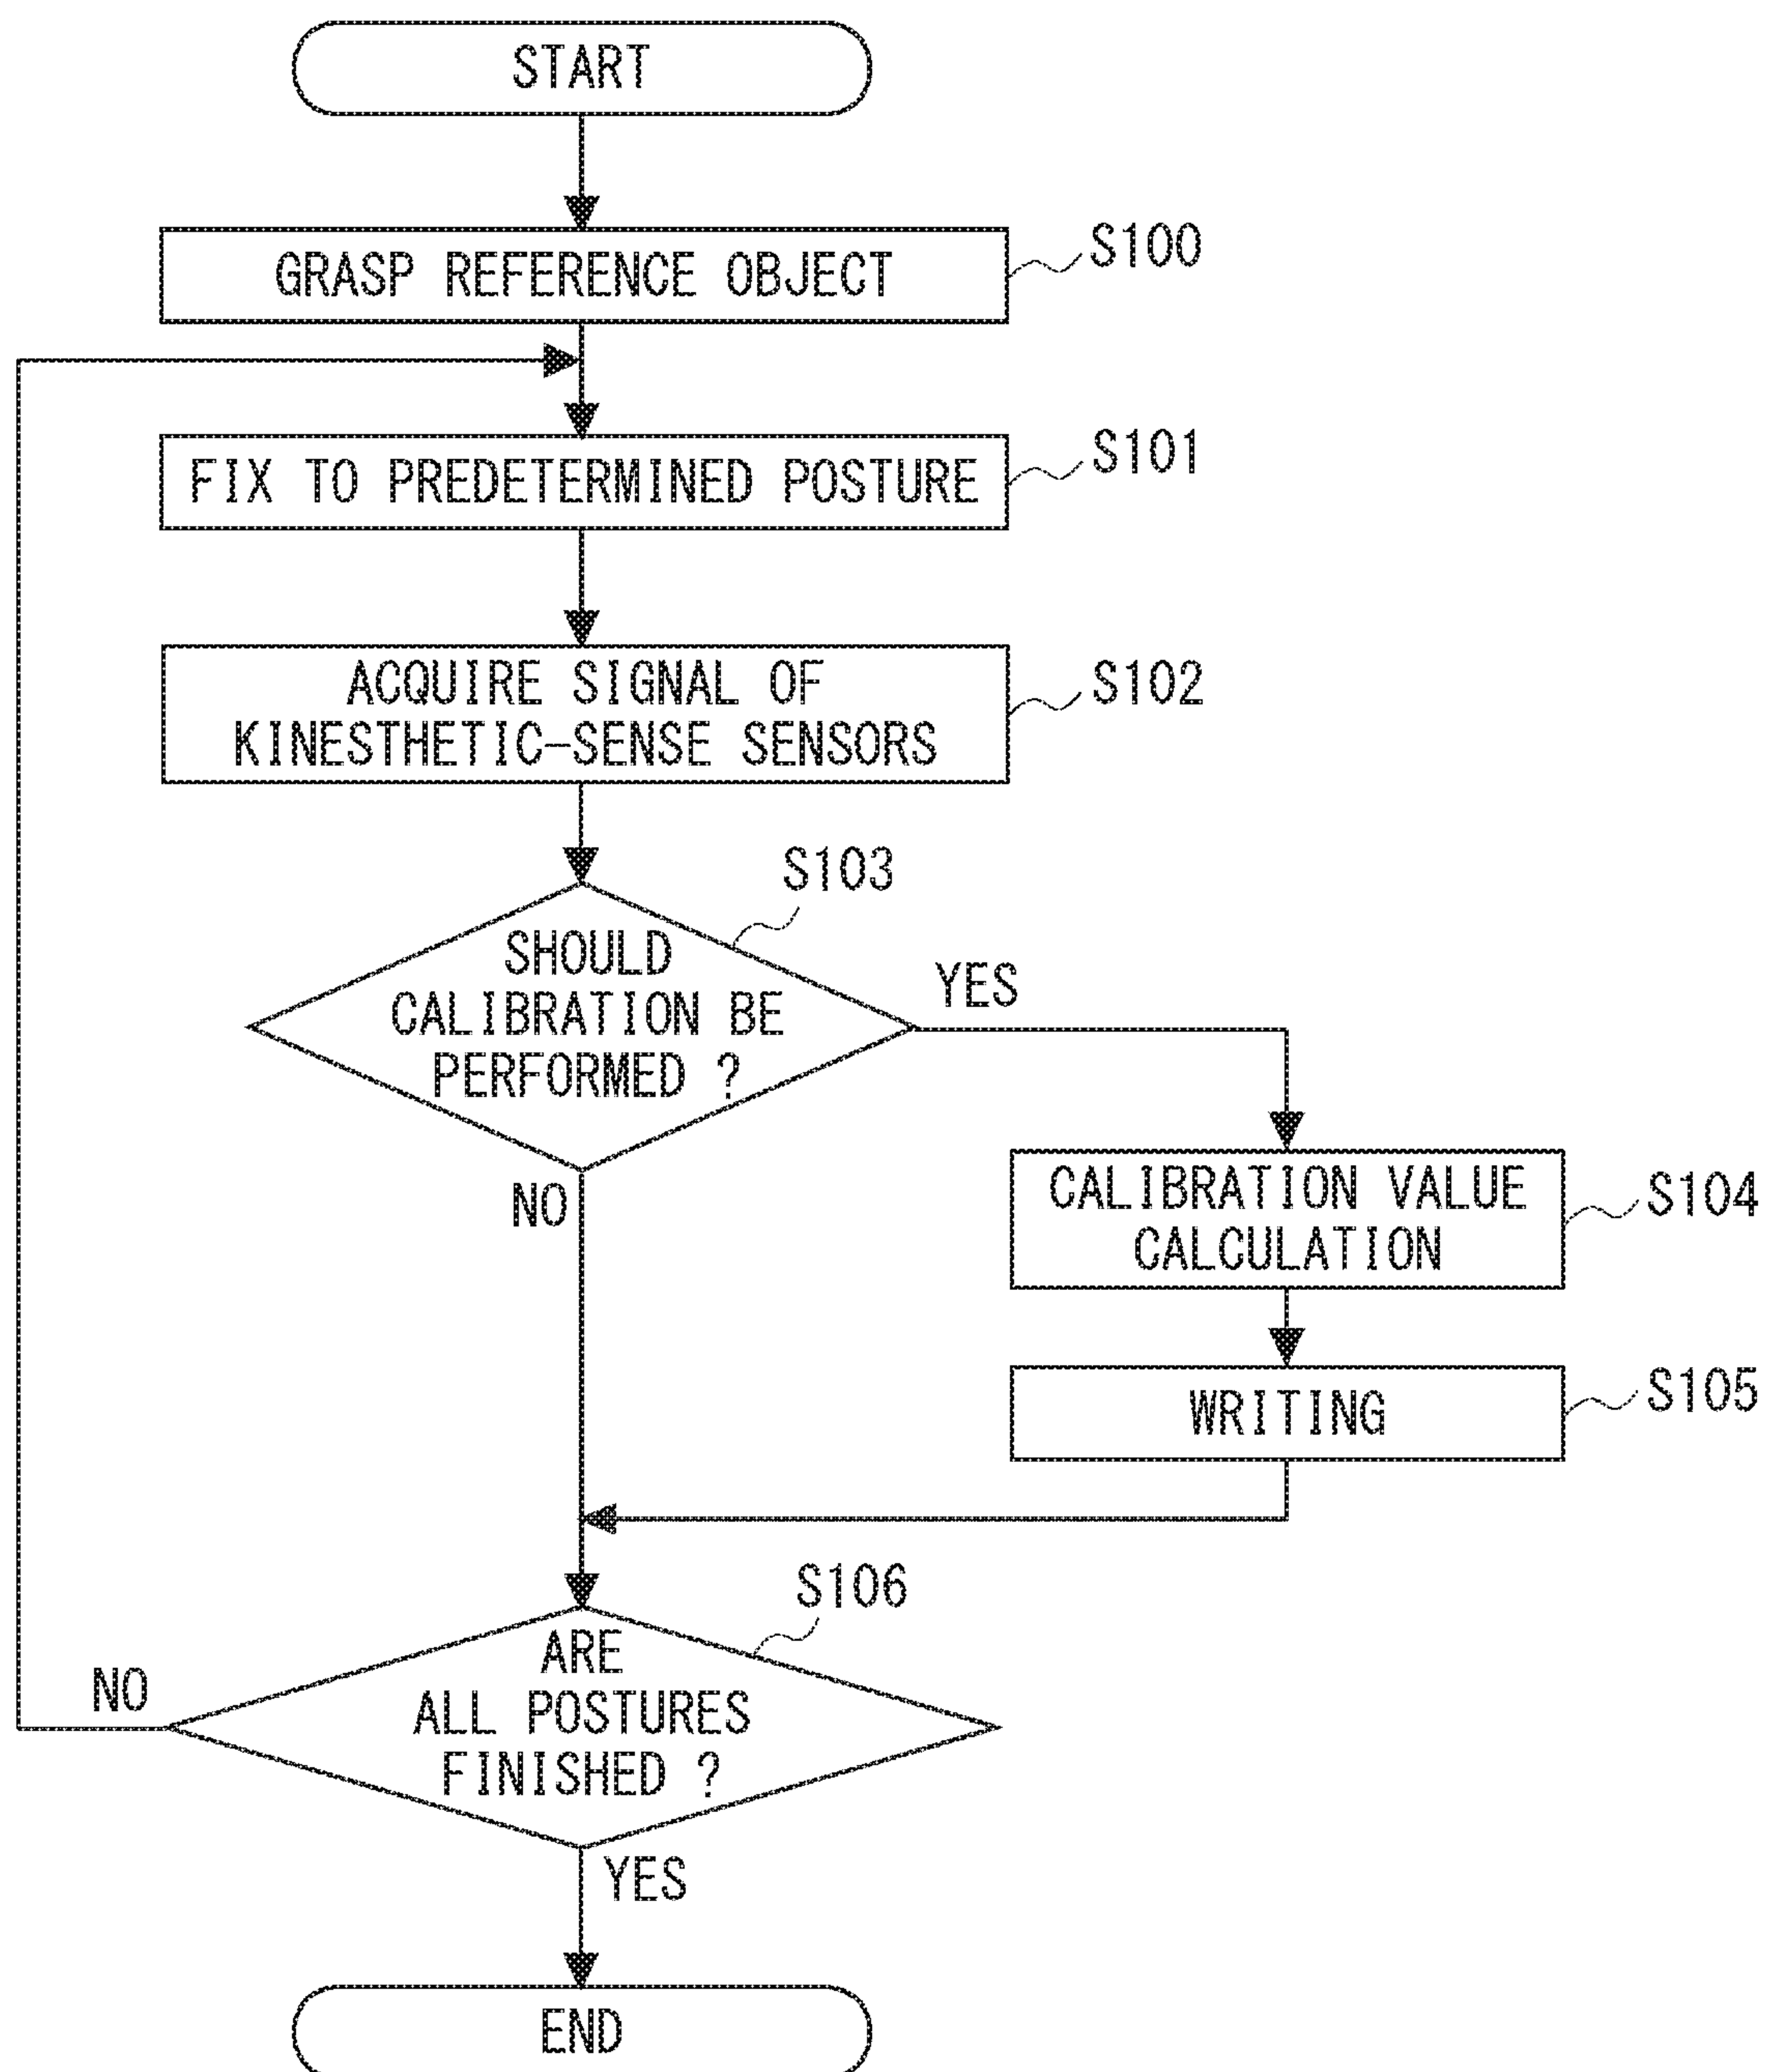 START
GRASP REFERENCE OBJECT
S100
FIX TO PREDETERMINED POSTURE
S101
ACQUIRE SIGNAL OF
KINESTHETIC-SENSE SENSORS
S102
S103
SHOULD
CALIBRATION BE
PERFORMED ?
YES
NO
CALIBRATION VALUE
CALCULATION
S104
WRITING
S105
S106
ARE
ALL POSTURES
FINISHED ?
NO
YES
END